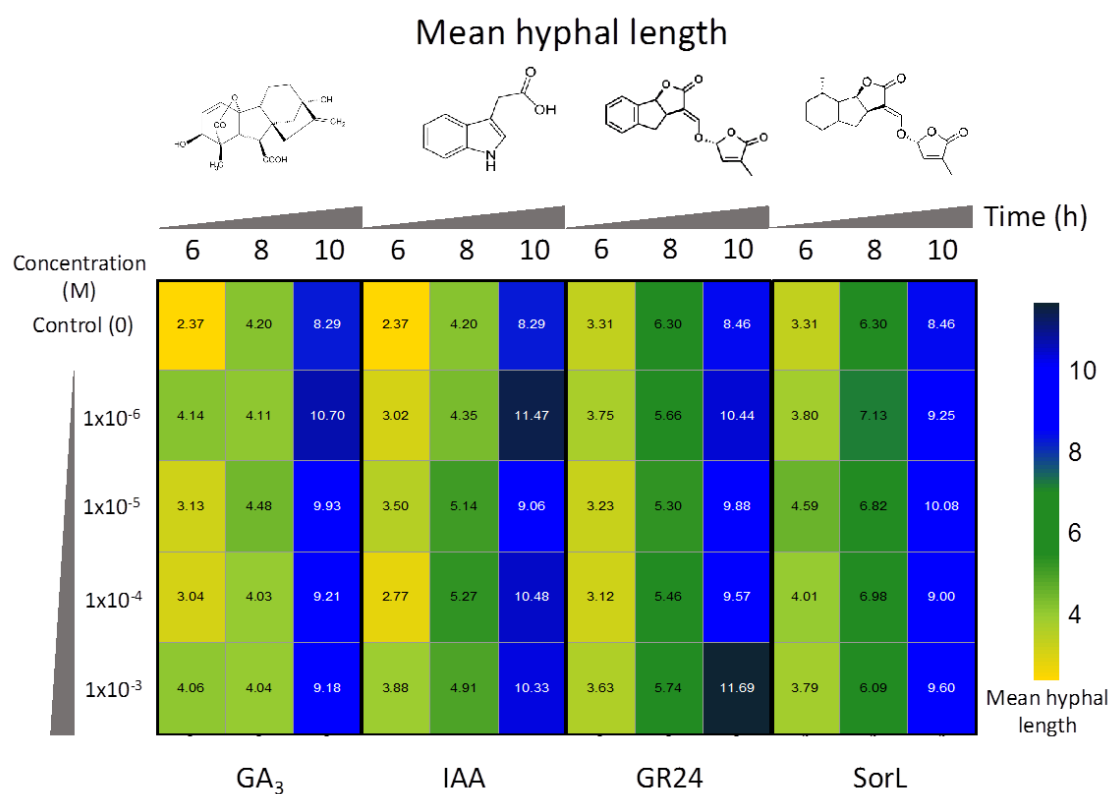 Mean hyphal length
O
CO
OH
CH₂
HO
H₃C
COOH
O
OH
N
H
O
O
O
O
O
O
O
O
O
O
Time (h)
6 8 10 6 8 10 6 8 10 6 8 10
Concentration
(M)
Control (0) 2.37 4.20 8.29 2.37 4.20 8.29 3.31 6.30 8.46 3.31 6.30 8.46
1x10⁻⁶ 4.14 4.11 10.70 3.02 4.35 11.47 3.75 5.66 10.44 3.80 7.13 9.25
1x10⁻⁵ 3.13 4.48 9.93 3.50 5.14 9.06 3.23 5.30 9.88 4.59 6.82 10.08
1x10⁻⁴ 3.04 4.03 9.21 2.77 5.27 10.48 3.12 5.46 9.57 4.01 6.98 9.00
1x10⁻³ 4.06 4.04 9.18 3.88 4.91 10.33 3.63 5.74 11.69 3.79 6.09 9.60
10
8
6
4
Mean hyphal
length
GA₃ IAA GR24 SorL